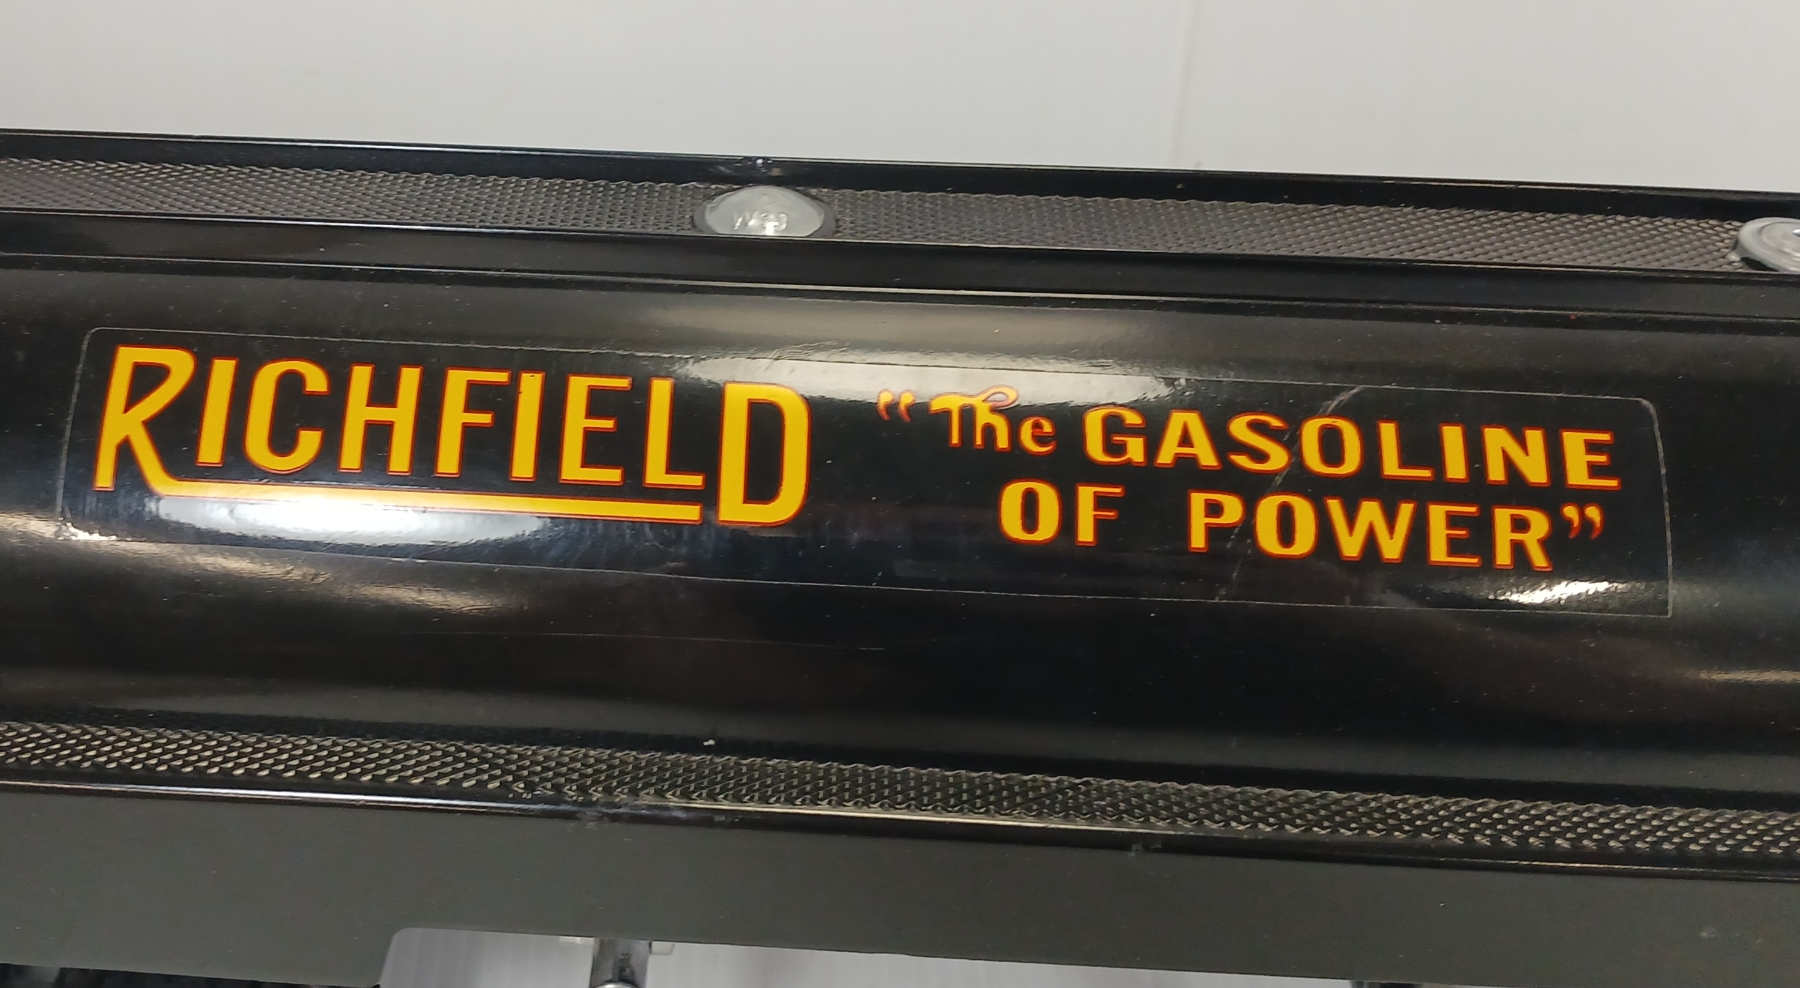 RICHFIELD “The GASOLINE
OF POWER”